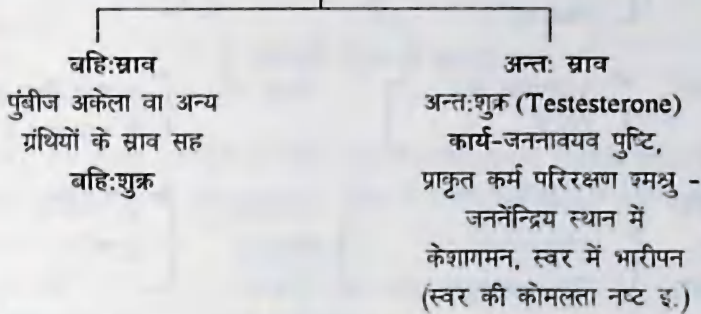 बहि:स्राव
पुंबीज अकेला वा अन्य
ग्रंथियों के स्राव सह
बहि:शुक्र
अन्त: स्राव
अन्त:शुक्र (Testesterone)
कार्य-जननावयव पुष्टि,
प्राकृत कर्म परिरक्षण श्मश्रु -
जननेंन्द्रिय स्थान में
केशागमन, स्वर में भारीपन
(स्वर की कोमलता नष्ट इ.)